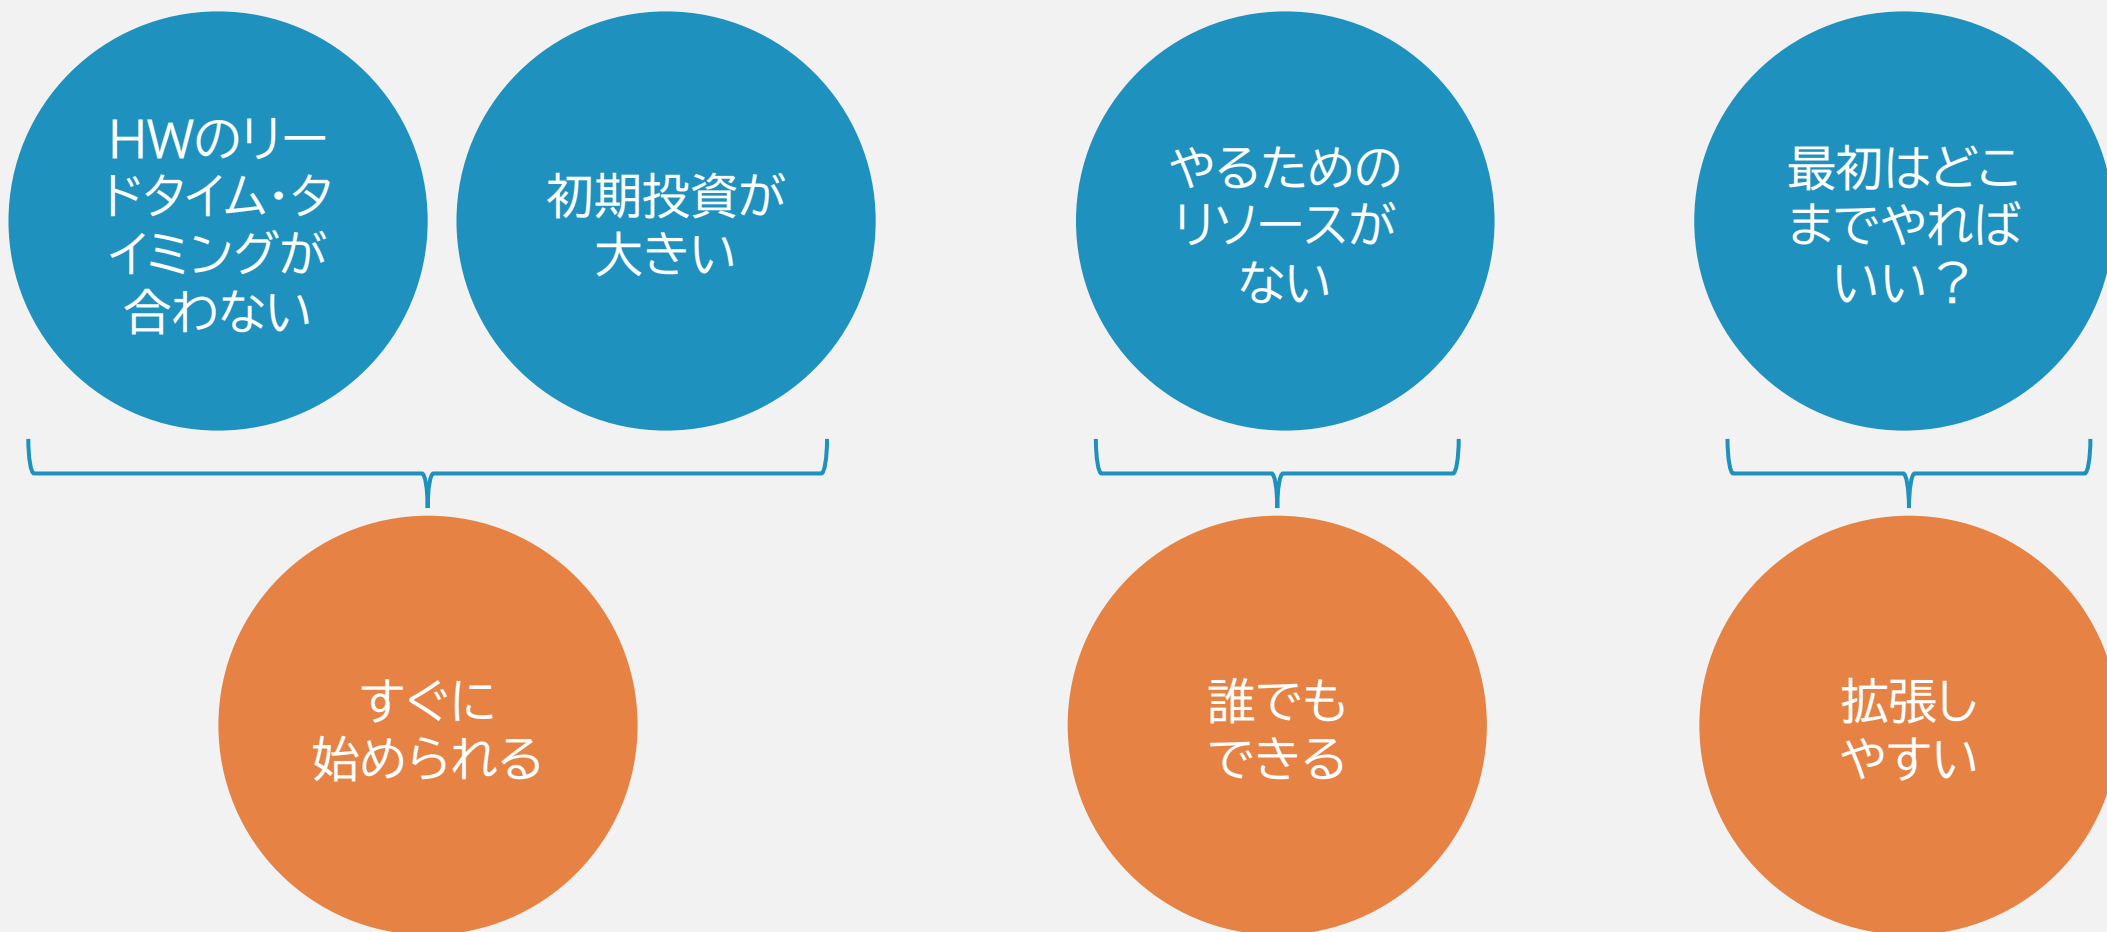 HWのリー
ドタイム・タ
イミングが
合わない
初期投資が
大きい
やるための
リソースが
ない
最初はどこ
までやれば
いい？
すぐに
始められる
誰でも
できる
拡張し
やすい